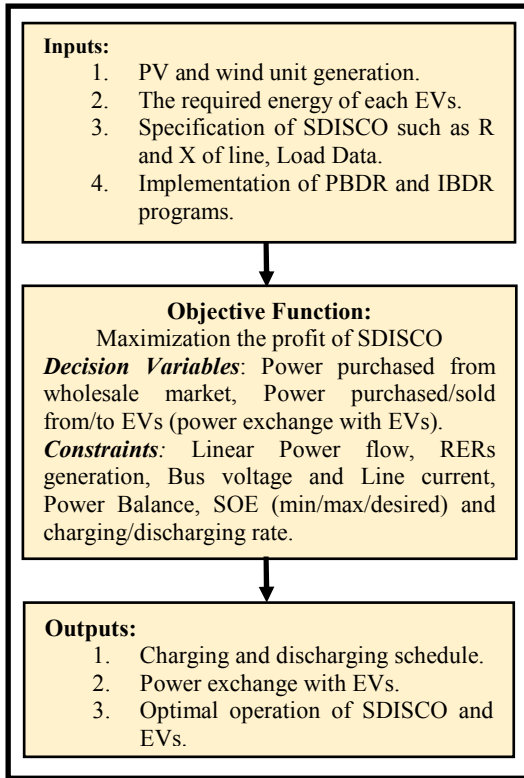 Inputs:
1. PV and wind unit generation.
2. The required energy of each EVs.
3. Specification of SDISCO such as R
and X of line, Load Data.
4. Implementation of PBDR and IBDR
programs.
Objective Function:
Maximization the profit of SDISCO
Decision Variables: Power purchased from
wholesale market, Power purchased/sold
from/to EVs (power exchange with EVs).
Constraints: Linear Power flow, RERs
generation, Bus voltage and Line current,
Power Balance, SOE (min/max/desired) and
charging/discharging rate.
Outputs:
1. Charging and discharging schedule.
2. Power exchange with EVs.
3. Optimal operation of SDISCO and
EVs.